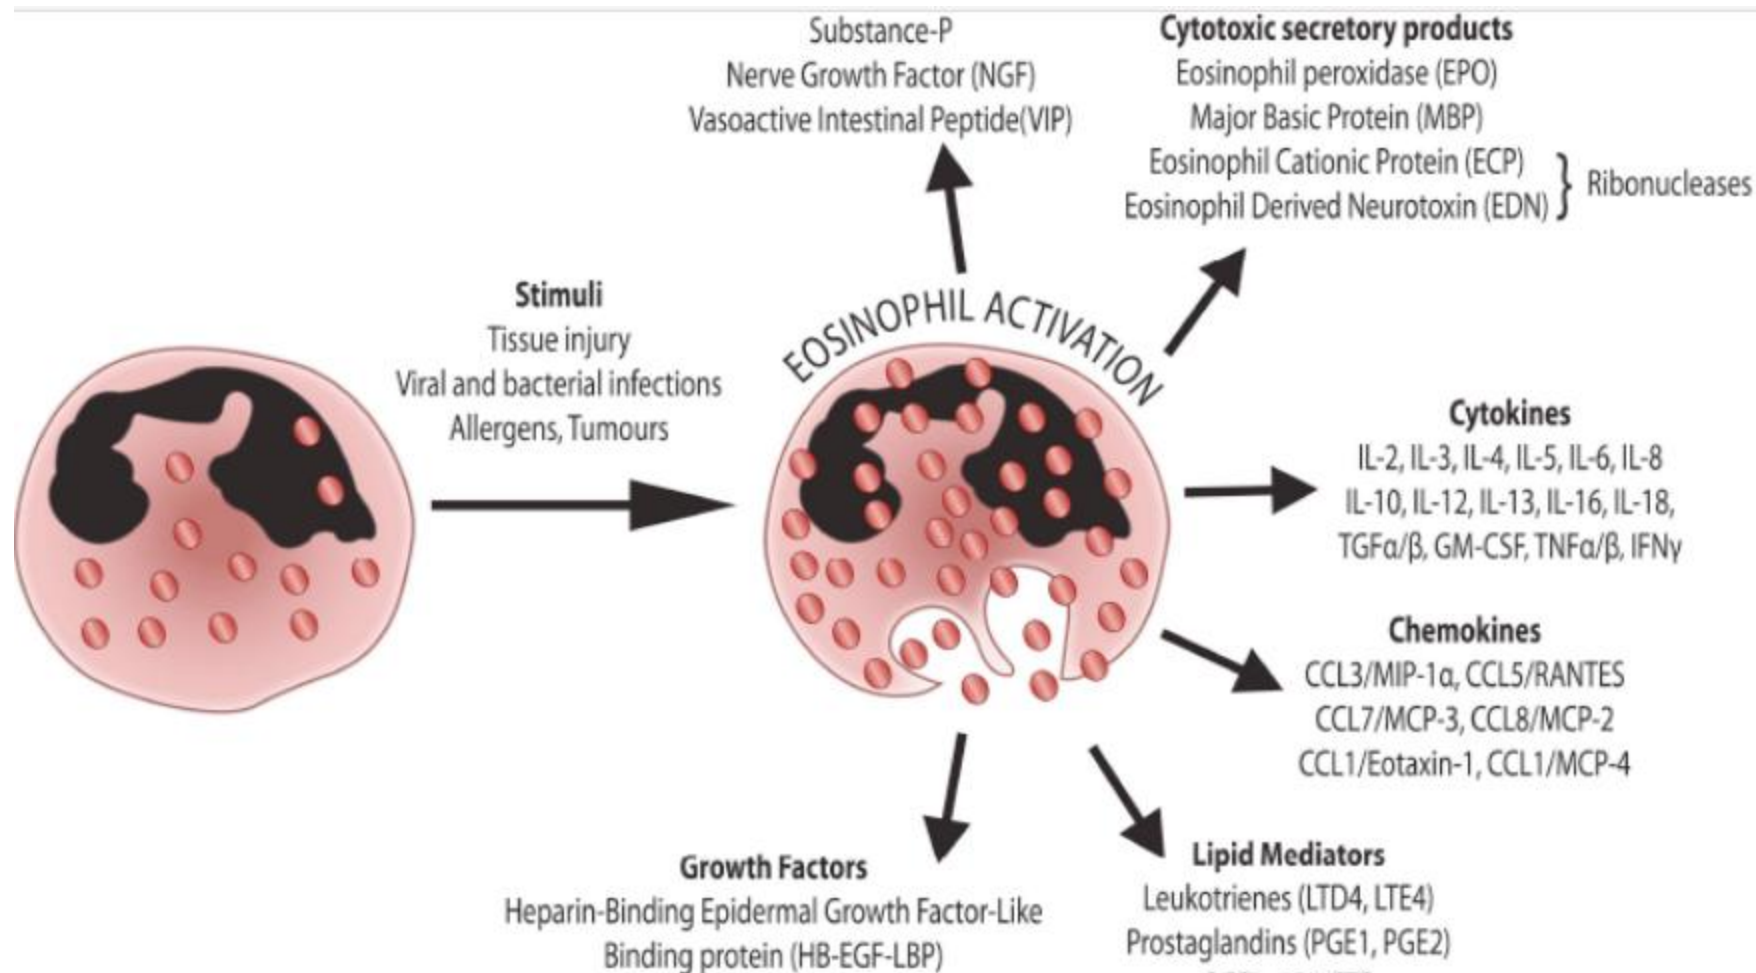 Substance-P
Nerve Growth Factor (NGF)
Vasoactive Intestinal Peptide(VIP)
Cytotoxic secretory products
Eosinophil peroxidase (EPO)
Major Basic Protein (MBP)
Eosinophil Cationic Protein (ECP)
Eosinophil Derived Neurotoxin (EDN)
Ribonucleases
Stimuli
Tissue injury
Viral and bacterial infections
Allergens, Tumours
EOSINOPHIL ACTIVATION
Cytokines
IL-2, IL-3, IL-4, IL-5, IL-6, IL-8
IL-10, IL-12, IL-13, IL-16, IL-18,
TGFα/β, GM-CSF, TNFα/β, IFNγ
Chemokines
CCL3/MIP-1α, CCL5/RANTES
CCL7/MCP-3, CCL8/MCP-2
CCL1/Eotaxin-1, CCL1/MCP-4
Growth Factors
Heparin-Binding Epidermal Growth Factor-Like
Binding protein (HB-EGF-LBP)
Lipid Mediators
Leukotrienes (LTD4, LTE4)
Prostaglandins (PGE1, PGE2)